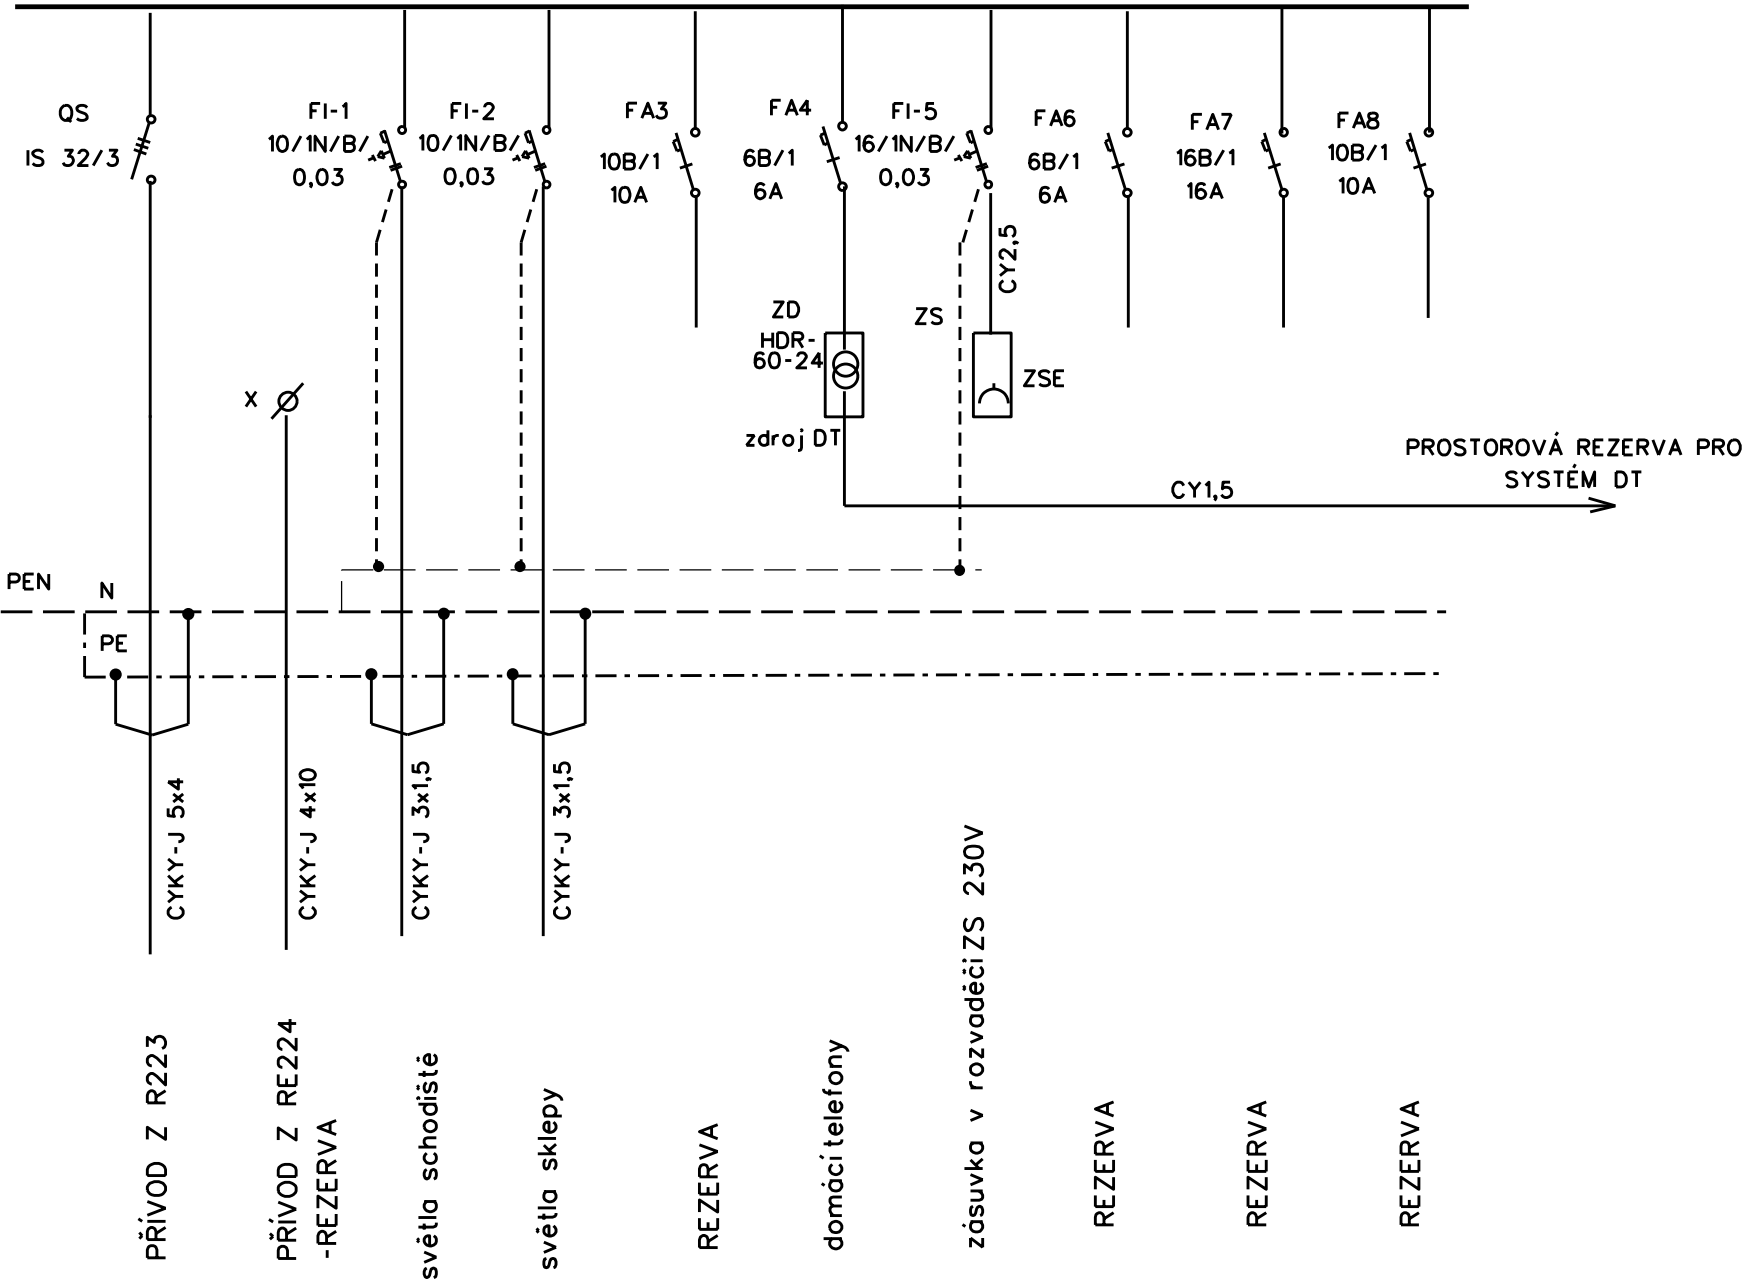 QS
IS 32/3
FI-1
10/1N/B/
0,03
FI-2
10/1N/B/
0,03
FA3
10B/1
10A
FA4
6B/1
6A
FI-5
16/1N/B/
0,03
FA6
6B/1
6A
FA7
16B/1
16A
FA8
10B/1
10A
CY2,5
ZD
HDR-
60-24
zdroj DT
ZS
ZSE
X
PROSTOROVÁ REZERVA PRO
SYSTÉM DT
CY1,5
PEN
N
PE
CYKY-J 5x4
CYKY-J 4x10
CYKY-J 3x1,5
CYKY-J 3x1,5
PŘÍVOD Z R223
PŘÍVOD Z RE224
-REZERVA
světla schodiště
světla sklepy
REZERVA
domácí telefony
zásuvka v rozváděči ZS 230V
REZERVA
REZERVA
REZERVA